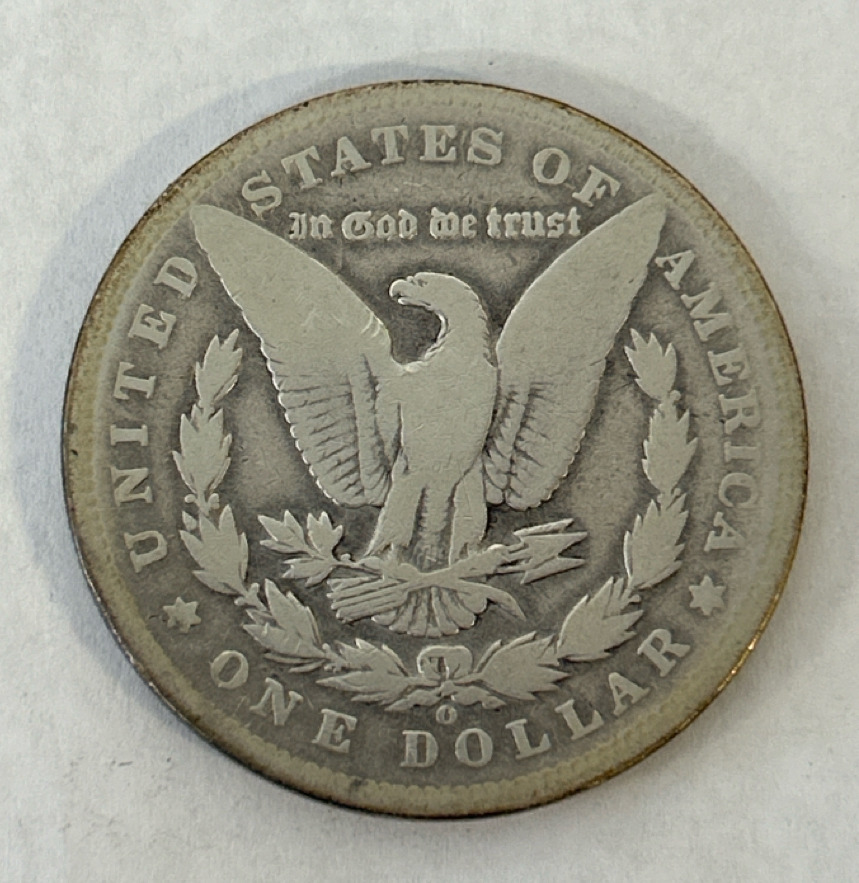 UNITED STATES OF AMERICA
In God we trust
O
ONE DOLLAR